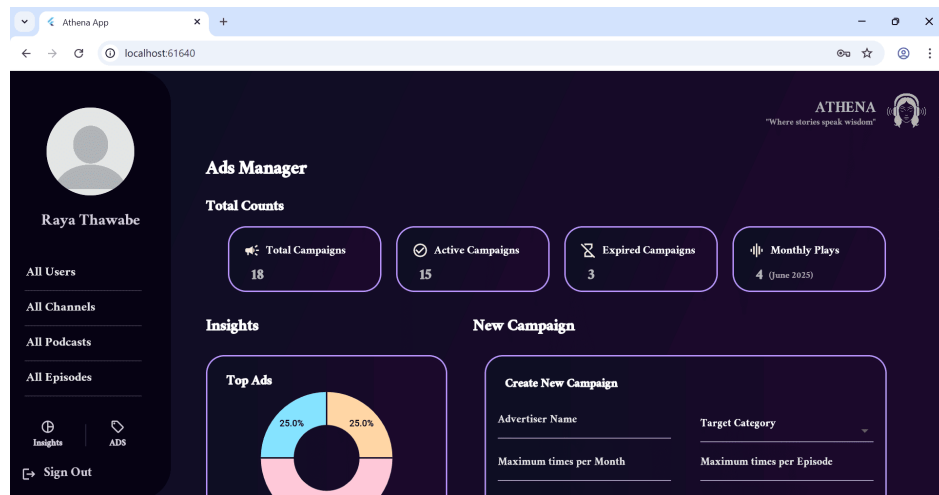 Athena App
localhost:61640
ATHENA
"Where stories speak wisdom"
Raya Thawabe
All Users
All Channels
All Podcasts
All Episodes
Insights
ADS
Sign Out
Ads Manager
Total Counts
Total Campaigns
18
Active Campaigns
15
Expired Campaigns
3
Monthly Plays
4 (June 2025)
Insights
New Campaign
Top Ads
25.0%
25.0%
Create New Campaign
Advertiser Name
Target Category
Maximum times per Month
Maximum times per Episode